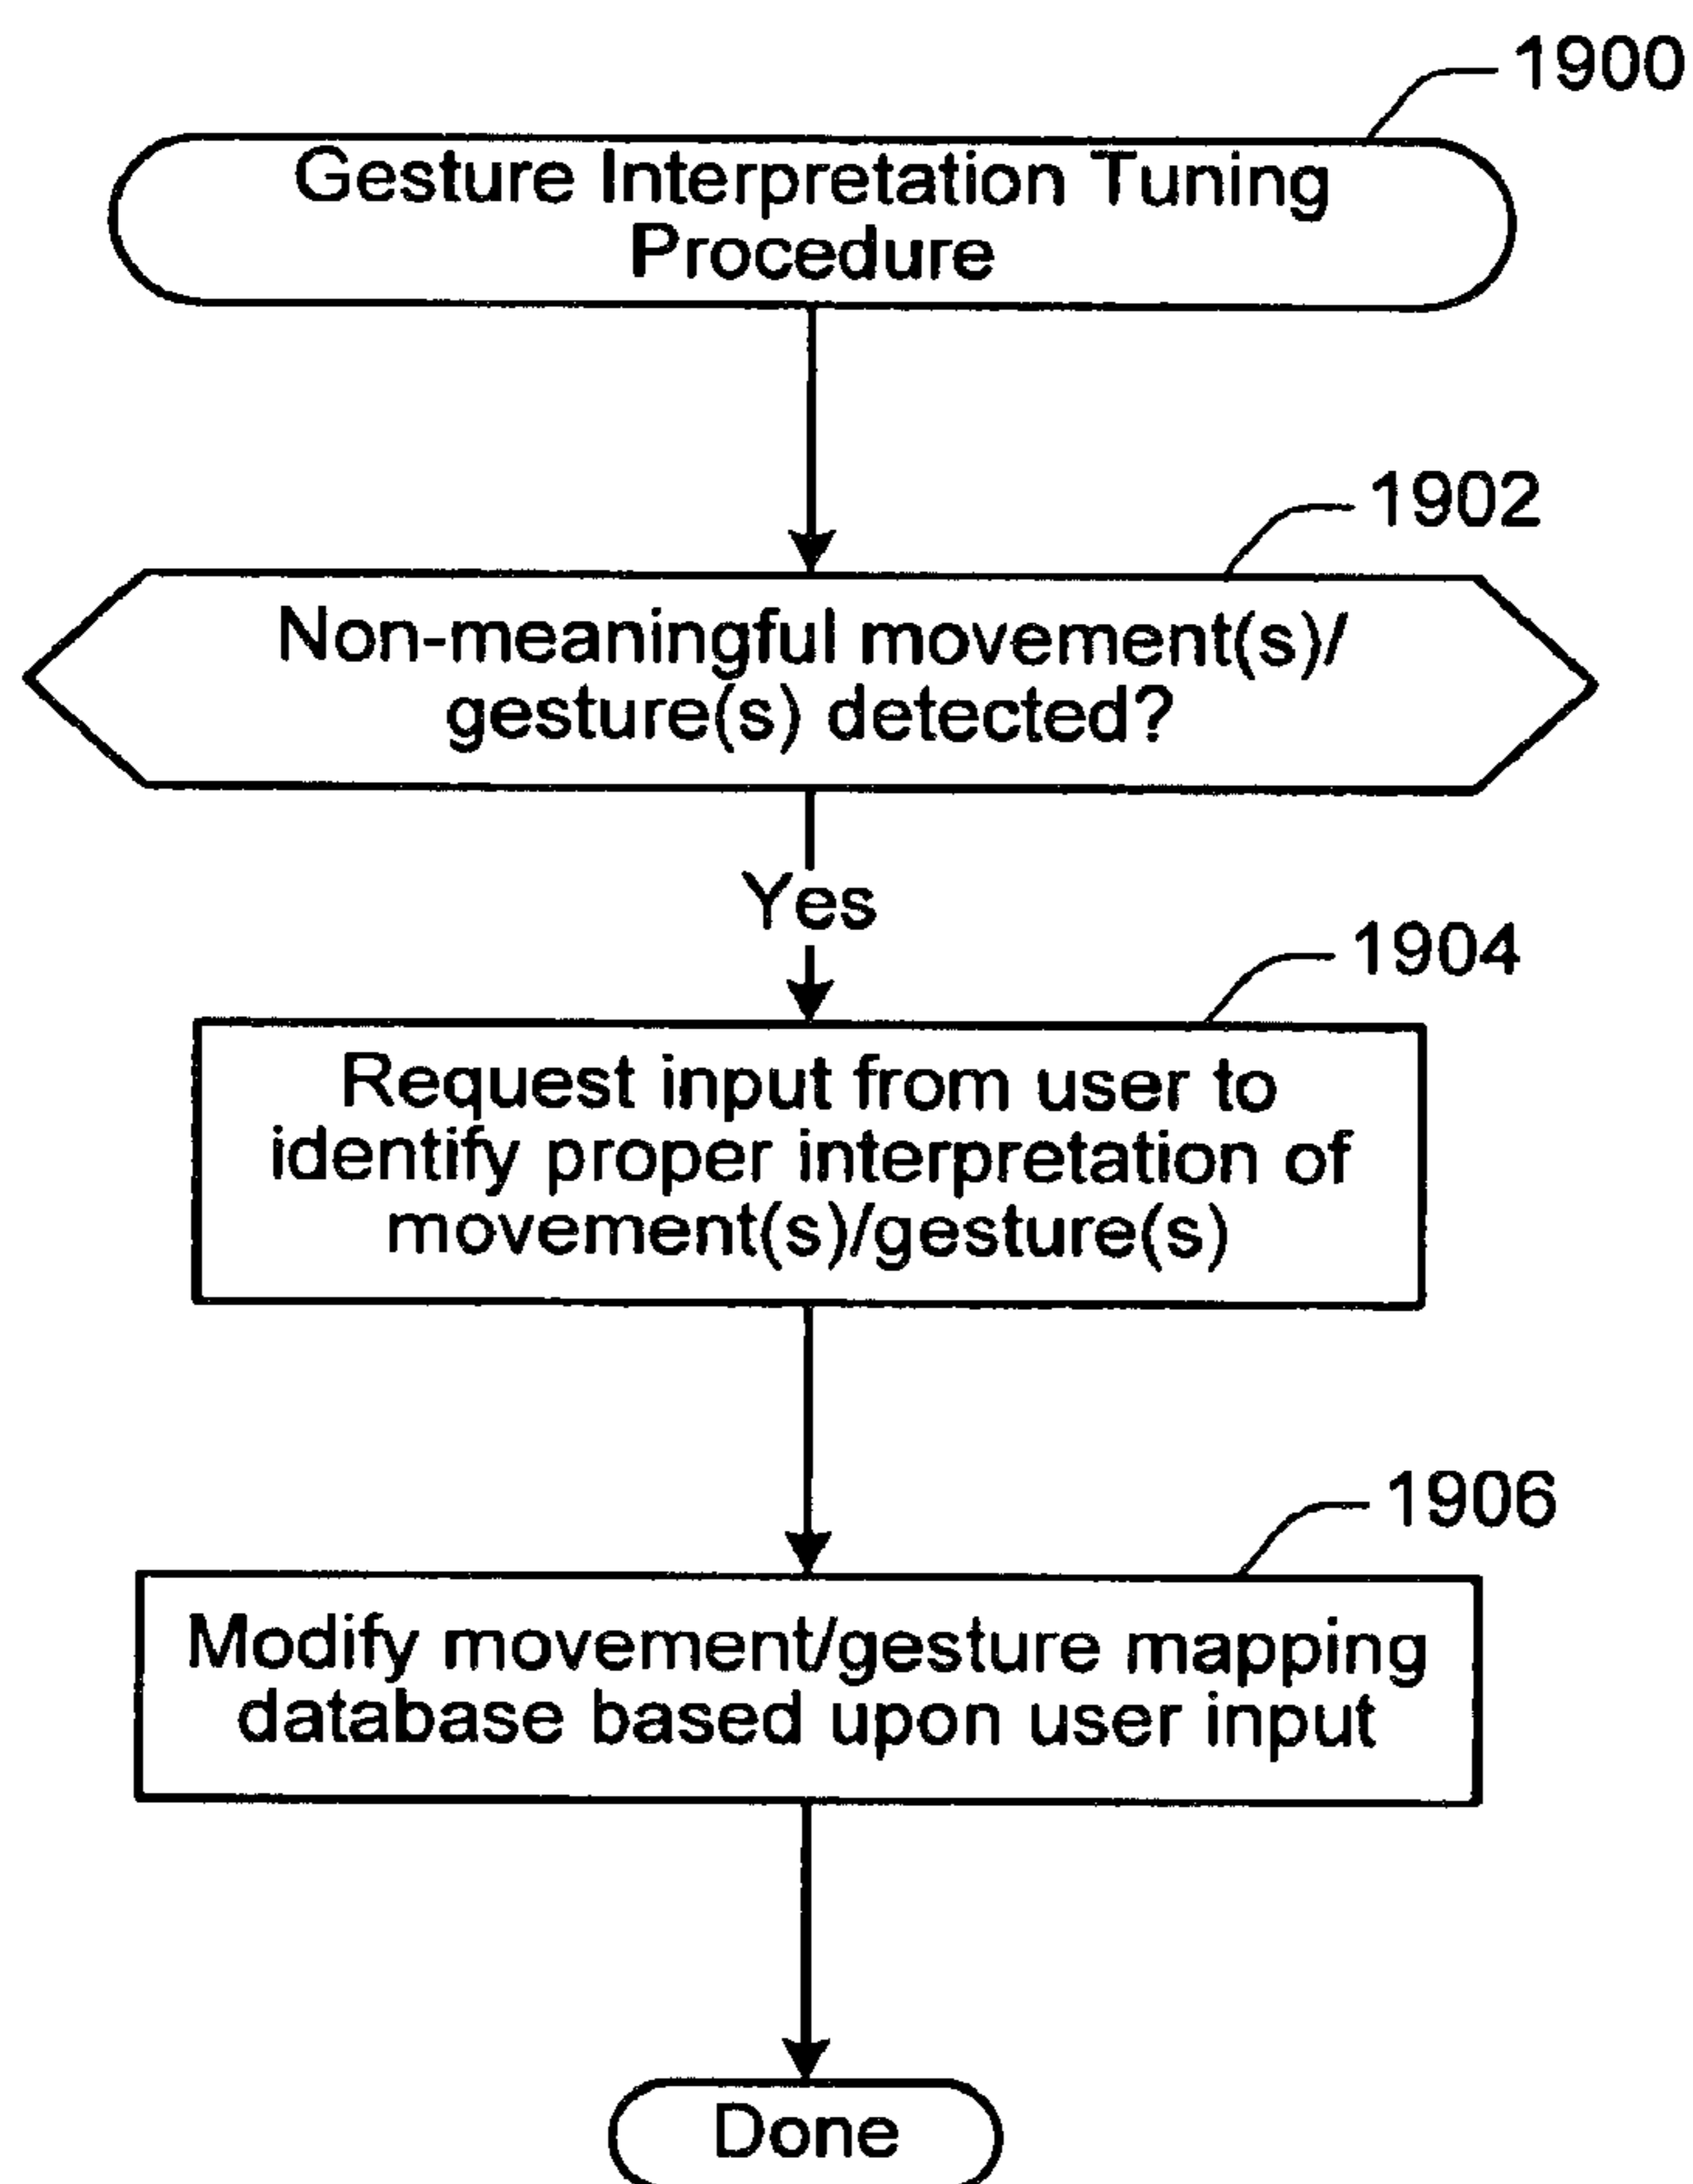 1900
Gesture Interpretation Tuning
Procedure
1902
Non-meaningful movement(s)/
gesture(s) detected?
Yes
1904
Request input from user to
identify proper interpretation of
movement(s)/gesture(s)
1906
Modify movement/gesture mapping
database based upon user input
Done